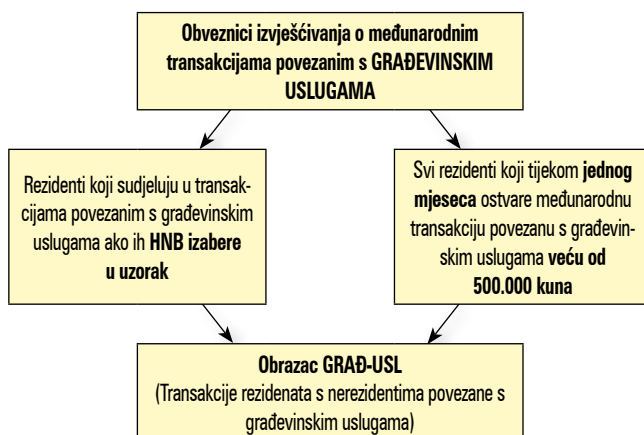 Obveznici izvješćivanja o međunarodnim
transakcijama povezanim s GRAĐEVINSKIM
USLUGAMA
Rezidenti koji sudjeluju u transak-
cijama povezanim s građevinskim
uslugama ako ih HNB izabere
u uzorak
Svi rezidenti koji tijekom jednog
mjeseca ostvare međunarodnu
transakciju povezanu s građevin-
skim uslugama veću od
500.000 kuna
Obrazac GRAĐ-USL
(Transakcije rezidenata s nerezidentima povezane s
građevinskim uslugama)